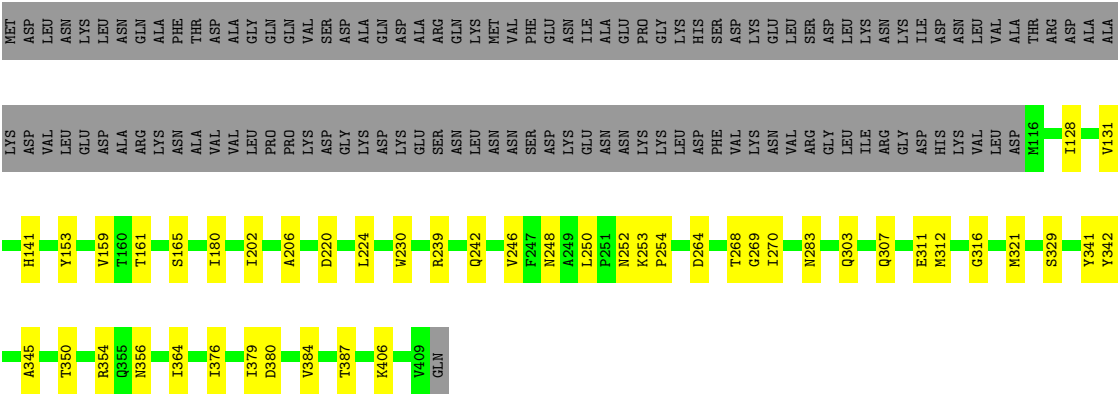 MET ASP LEU ASN LYS LEU ASN GLN ALA PHE THR ASP ALA GLY GLN GLN VAL SER ASP ALA GLN ASP ALA ARG GLN LYS MET VAL PHE GLU ASN ILE ALA GLU PRO GLY LYS HIS SER ASP LYS GLU LEU SER ASP LEU LYS ASN LYS ILE ASP ASN LEU VAL ALA THR ARG ASP ALA ALA
LYS ASP VAL LEU GLU ASP ALA ARG LYS ASN ALA VAL VAL LEU PRO PRO LYS ASP GLY LYS ASP LYS GLU SER ASN LEU ASN ASN SER ASP LYS GLU ASN ASN LYS LYS LEU ASP PHE VAL LYS ASN VAL ARG GLY LEU ILE ARG GLY ASP HIS LYS VAL LEU ASP M116 I128 V131
H141 Y153 V159 T160 T161 S165 I180 I202 A206 D220 L224 W230 R239 Q242 V246 F247 N248 A249 L250 P251 N252 K253 P254 D264 T268 G269 I270 N283 Q303 Q307 E311 M312 G316 M321 S329 Y341 Y342
A345 T350 R354 Q355 N356 I364 I376 I379 D380 V384 T387 K406 V409 GLN